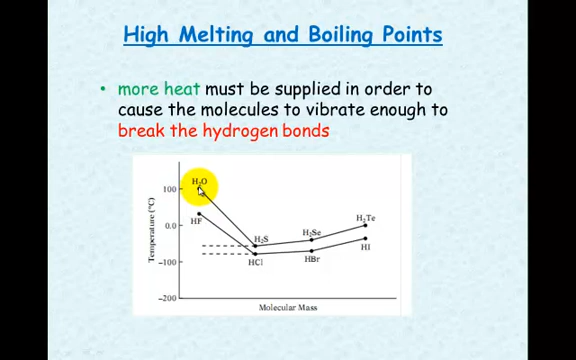 High Melting and Boiling Points
• more heat must be supplied in order to
cause the molecules to vibrate enough to
break the hydrogen bonds
Temperature (°C)
100
0.0
−100
−200
H₂O
HF
H₂S
HCl
H₂Se
HBr
H₂Te
HI
Molecular Mass